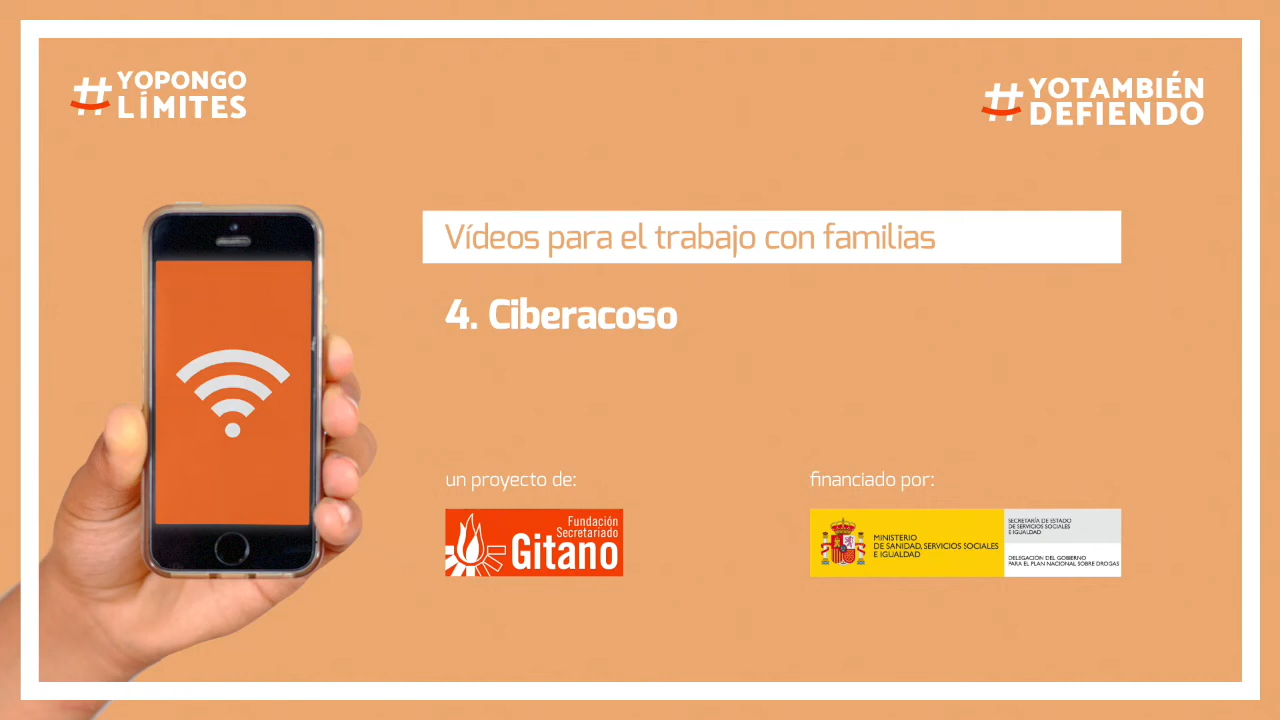 #YOPONGO
LÍMITES
#YOTAMBIÉN
DEFIENDO
Vídeos para el trabajo con familias
4. Ciberacoso
un proyecto de:
financiado por:
Fundación
Secretariado
Gitano
MINISTERIO
DE SANIDAD, SERVICIOS SOCIALES
E IGUALDAD
SECRETARÍA DE ESTADO
DE SERVICIOS SOCIALES
E IGUALDAD
DELEGACIÓN DEL GOBIERNO
PARA EL PLAN NACIONAL SOBRE DROGAS